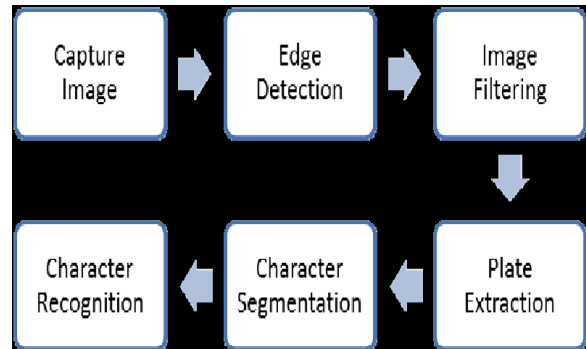 Capture
Image
Edge
Detection
Image
Filtering
Plate
Extraction
Character
Segmentation
Character
Recognition